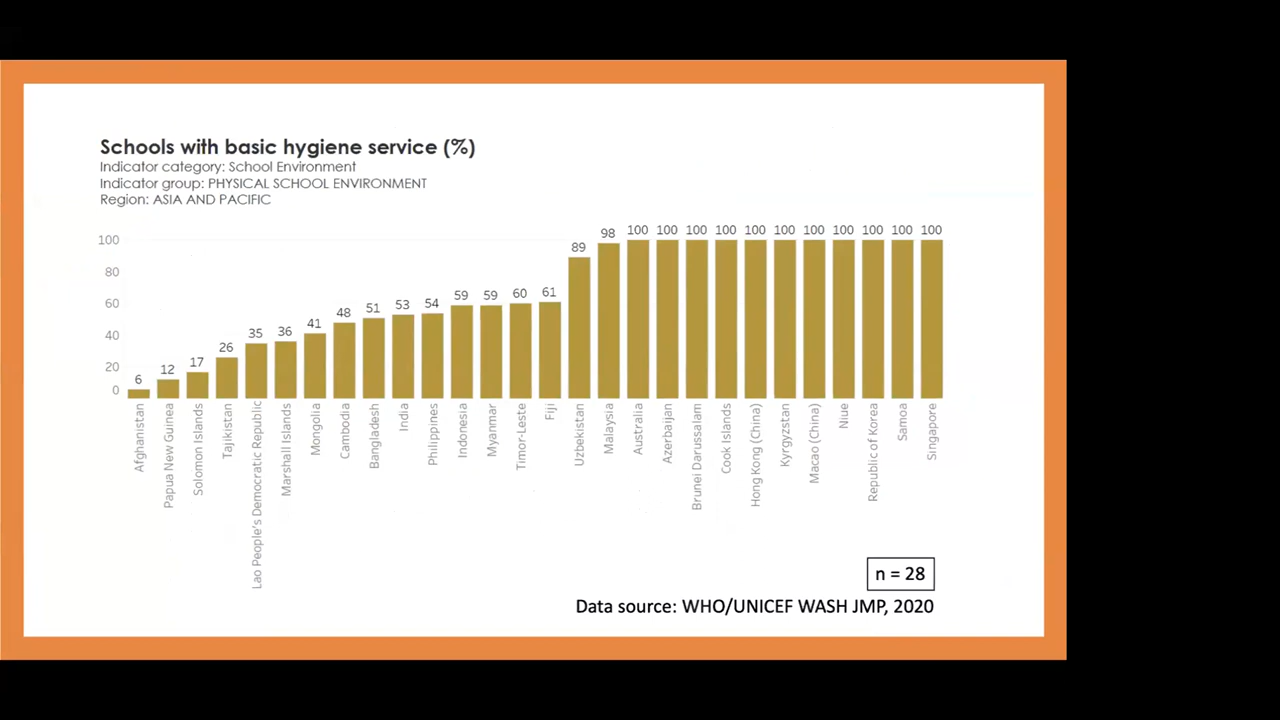 Schools with basic hygiene service (%)
Indicator category: School Environment
Indicator group: PHYSICAL SCHOOL ENVIRONMENT
Region: ASIA AND PACIFIC
100
80
60
40
20
0
6
12
17
26
35
36
41
48
51
53
54
59
59
60
61
89
98
100
100
100
100
100
100
100
100
100
100
100
Afghanistan
Papua New Guinea
Solomon Islands
Tajikistan
Lao People's Democratic Republic
Marshall Islands
Mongolia
Cambodia
Bangladesh
India
Philippines
Indonesia
Myanmar
Timor-Leste
Fiji
Uzbekistan
Malaysia
Australia
Azerbaijan
Brunei Darussalam
Cook Islands
Hong Kong (China)
Kyrgyzstan
Macao (China)
Niue
Republic of Korea
Samoa
Singapore
n = 28
Data source: WHO/UNICEF WASH JMP, 2020